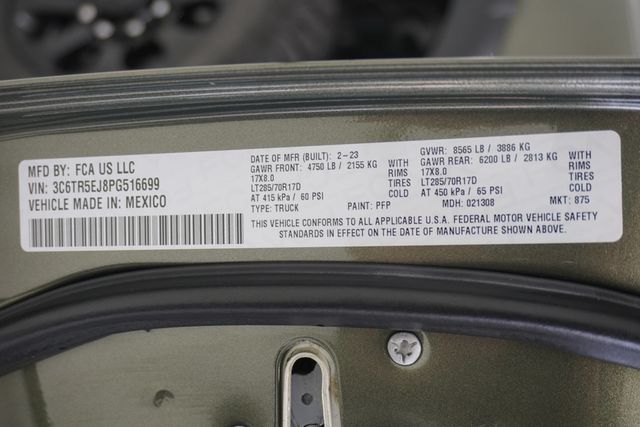 MFD BY: FCA US LLC
VIN: 3C6TR5EJ8PG516699
VEHICLE MADE IN: MEXICO
DATE OF MFR (BUILT): 2-23 GVWR: 8565 LB / 3886 KG
GAWR FRONT: 4750 LB / 2155 KG WITH GAWR REAR: 6200 LB / 2813 KG WITH
17X8.0 RIMS 17X8.0 RIMS
LT285/70R17D TIRES LT285/70R17D TIRES
AT 415 kPa / 60 PSI COLD AT 450 kPa / 65 PSI COLD
TYPE: TRUCK PAINT: PFP MDH: 021308 MKT: 875
THIS VEHICLE CONFORMS TO ALL APPLICABLE U.S.A. FEDERAL MOTOR VEHICLE SAFETY
STANDARDS IN EFFECT ON THE DATE OF MANUFACTURE SHOWN ABOVE.